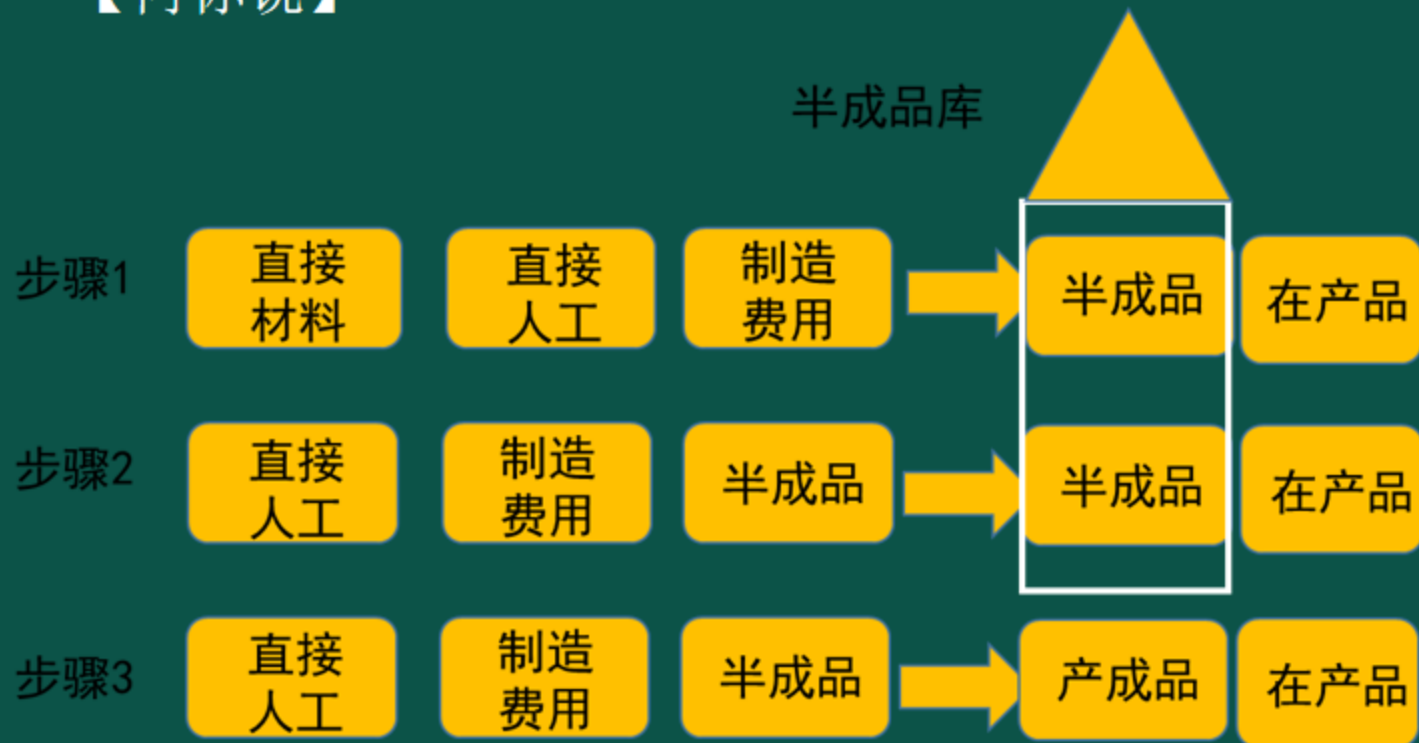 半成品库
步骤1
直接
材料
直接
人工
制造
费用
半成品
在产品
步骤2
直接
人工
制造
费用
半成品
半成品
在产品
步骤3
直接
人工
制造
费用
半成品
产成品
在产品